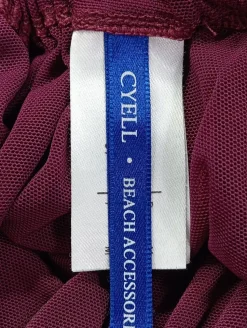 CYELL • BEACH ACCESSORI